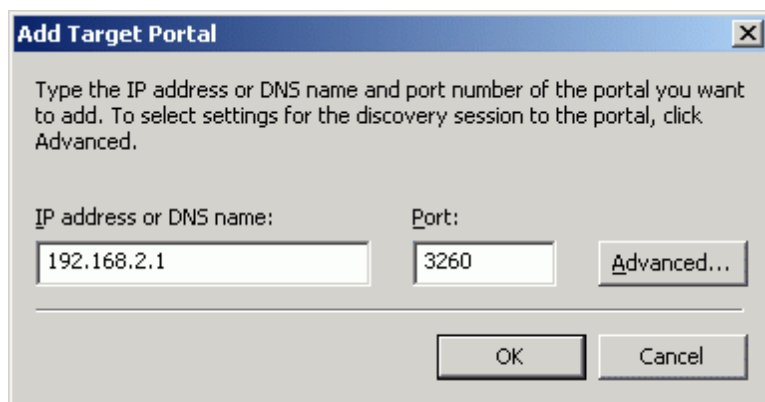 Add Target Portal
Type the IP address or DNS name and port number of the portal you want
to add. To select settings for the discovery session to the portal, click
Advanced.
IP address or DNS name: Port:
192.168.2.1 3260 Advanced...
OK Cancel